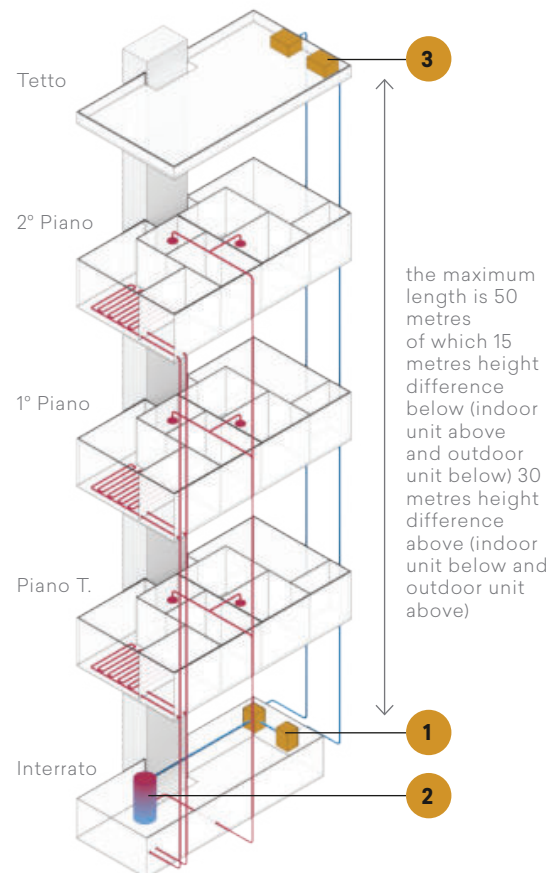 3
Tetto
2° Piano
the maximum
length is 50
metres
of which 15
metres height
difference
below (indoor
unit above
and outdoor
unit below) 30
metres height
difference
above (indoor
unit below and
outdoor unit
above)
1° Piano
Piano T.
1
Interrato
2